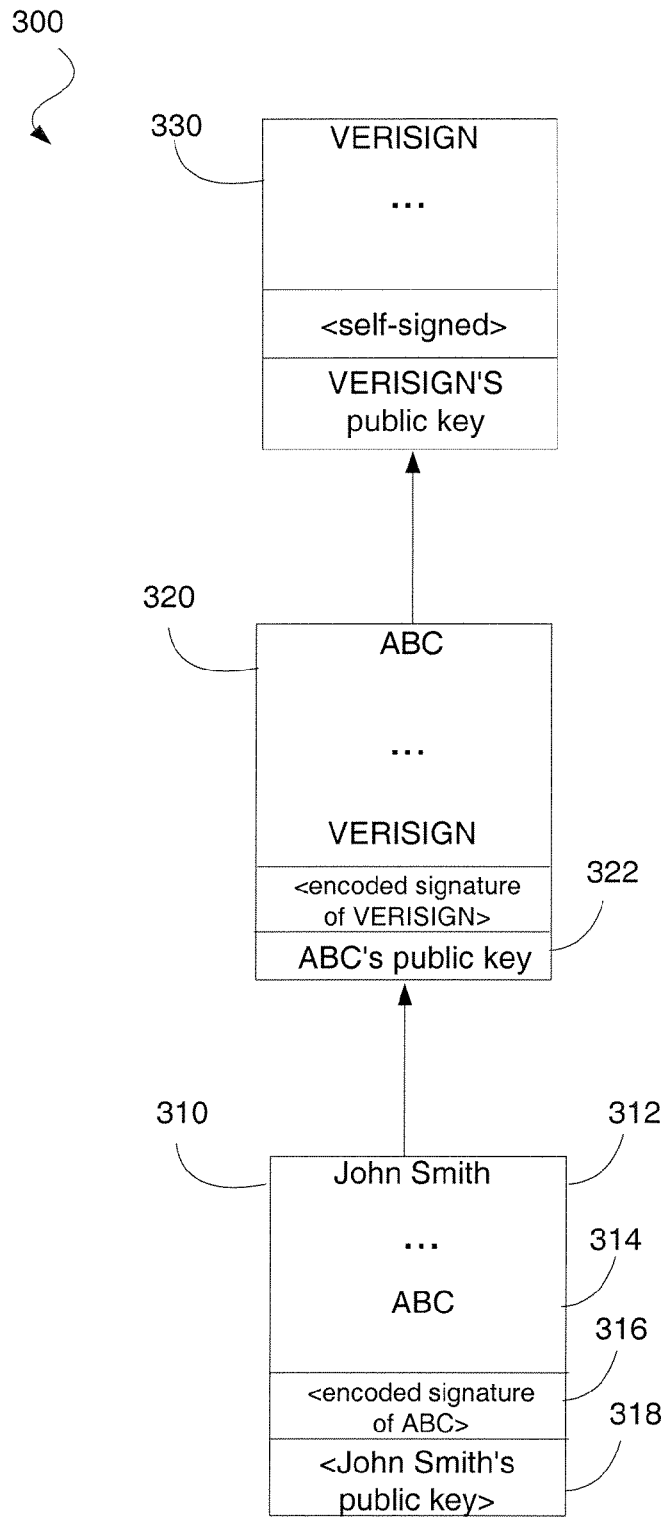 300
330
VERISIGN
...
<self-signed>
VERISIGN'S
public key
320
ABC
...
VERISIGN
<encoded signature
of VERISIGN>
322
ABC's public key
310
312
John Smith
...
314
ABC
316
<encoded signature
of ABC>
318
<John Smith's
public key>